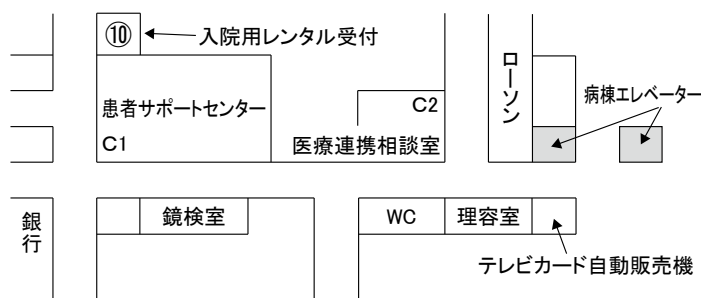 ⑩
入院用レンタル受付
ローソン
患者サポートセンター
C1
C2
医療連携相談室
病棟エレベーター
銀行
鏡検室
WC
理容室
テレビカード自動販売機